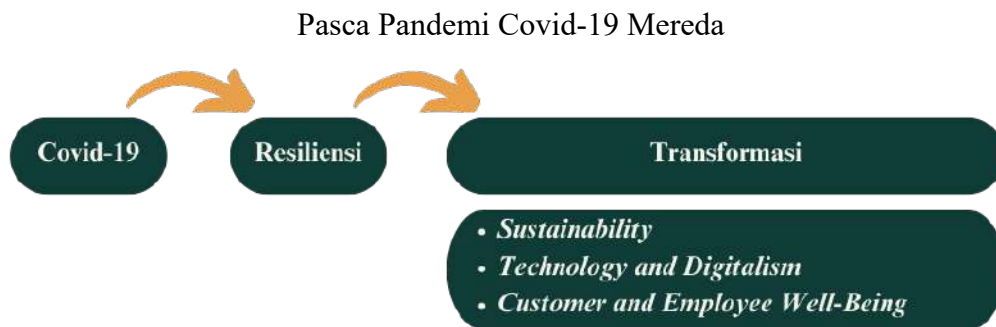 Pasca Pandemi Covid-19 Mereda
Covid-19
Resiliensi
Transformasi
• Sustainability
• Technology and Digitalism
• Customer and Employee Well-Being